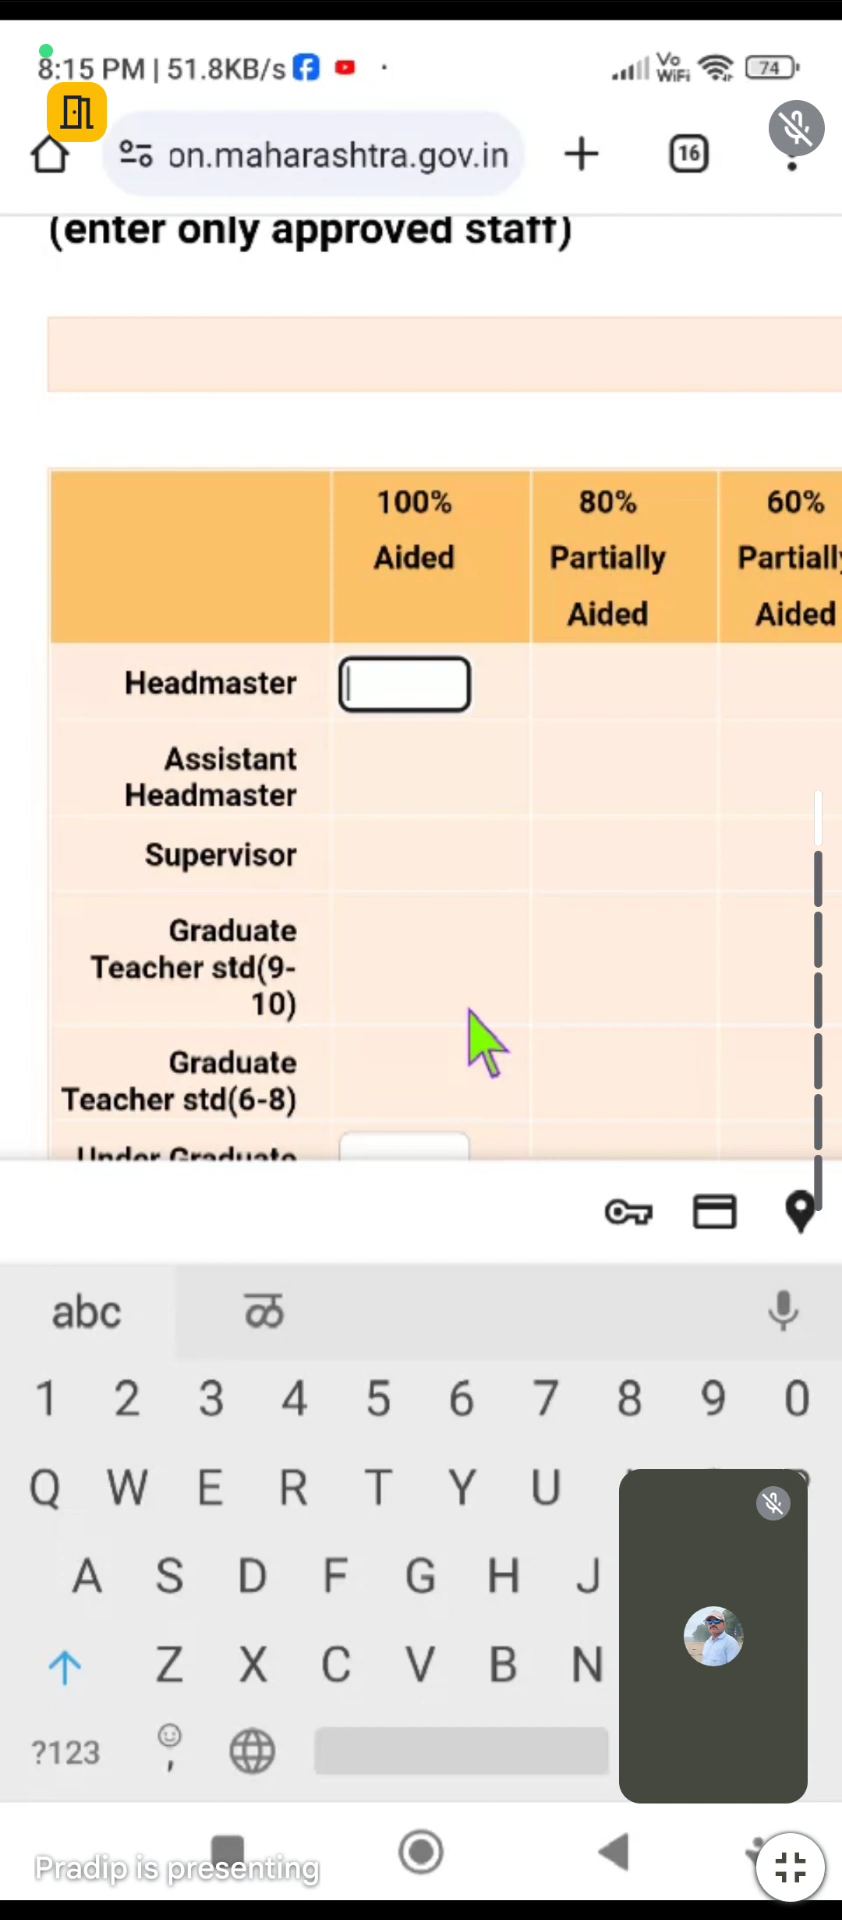 8:15 PM | 51.8KB/s
Vo
WiFi
74
on.maharashtra.gov.in
16
(enter only approved staff)
100%
Aided
80%
Partially
Aided
60%
Partially
Aided
Headmaster
Assistant
Headmaster
Supervisor
Graduate
Teacher std(9-
10)
Graduate
Teacher std(6-8)
Under Graduate
abc
1 2 3 4 5 6 7 8 9 0
Q W E R T Y U
A S D F G H J
Z X C V B N
?123 ,
Pradip is presenting